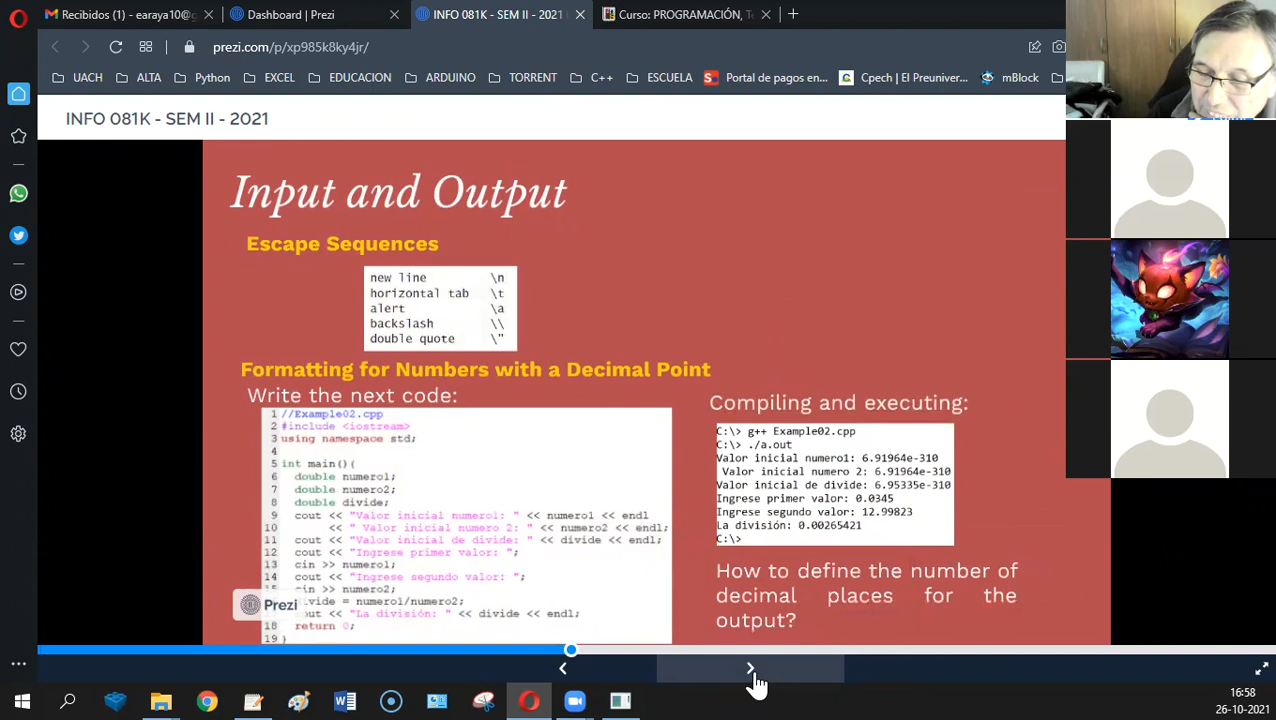 Recibidos (1) - earaya10@g
Dashboard | Prezi
INFO 081K - SEM II - 2021
Curso: PROGRAMACIÓN, Te
prezi.com/p/xp985k8ky4jr/
UACH
ALTA
Python
EXCEL
EDUCACION
ARDUINO
TORRENT
C++
ESCUELA
Portal de pagos en...
Cpech | El Preuniver...
mBlock
INFO 081K - SEM II - 2021
Input and Output
Escape Sequences
new line \n
horizontal tab \t
alert \a
backslash \\
double quote \"
Formatting for Numbers with a Decimal Point
Write the next code:
1 //Example02.cpp
2 #include <iostream>
3 using namespace std;
4
5 int main(){
6 double numero1;
7 double numero2;
8 double divide;
9 cout << "Valor inicial numero1: " << numero1 << endl
10 << " Valor inicial numero 2: " << numero2 << endl;
11 cout << "Valor inicial de divide: " << divide << endl;
12 cout << "Ingrese primer valor: ";
13 cin >> numero1;
14 cout << "Ingrese segundo valor: ";
cin >> numero2;
= numero1/numero2;
<< "La división: " << divide << endl;
18 return 0;
19 }
Prezi
Compiling and executing:
C:\> g++ Example02.cpp
C:\> ./a.out
Valor inicial numero1: 6.91964e-310
Valor inicial numero 2: 6.91964e-310
Valor inicial de divide: 6.95335e-310
Ingrese primer valor: 0.0345
Ingrese segundo valor: 12.99823
La división: 0.00265421
C:\>
How to define the number of
decimal places for the
output?
16:58
26-10-2021